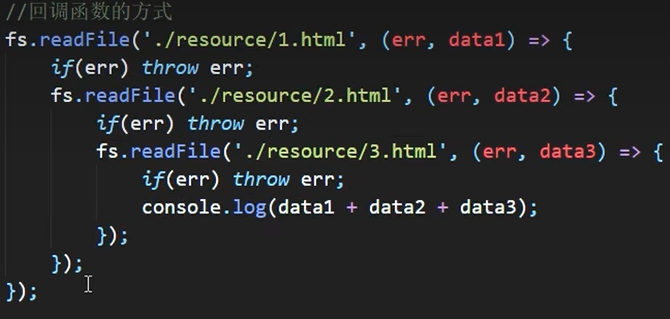 //回调函数的方式
fs.readFile('./resource/1.html', (err, data1) => {
    if(err) throw err;
    fs.readFile('./resource/2.html', (err, data2) => {
        if(err) throw err;
        fs.readFile('./resource/3.html', (err, data3) => {
            if(err) throw err;
            console.log(data1 + data2 + data3);
        });
    });
});